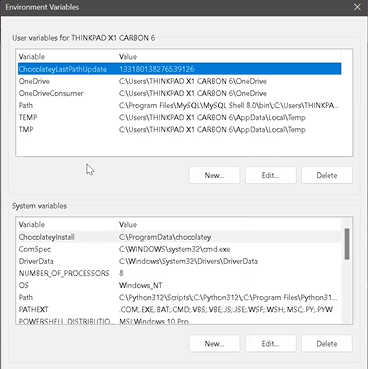 Environment Variables
User variables for THINKPAD X1 CARBON 6
Variable Value
ChocolateyLastPathUpdate 133180138276539126
OneDrive C:\Users\THINKPAD X1 CARBON 6\OneDrive
OneDriveConsumer C:\Users\THINKPAD X1 CARBON 6\OneDrive
Path C:\Program Files\MySQL\MySQL Shell 8.0\bin\;C:\Users\THINKPA...
TEMP C:\Users\THINKPAD X1 CARBON 6\AppData\Local\Temp
TMP C:\Users\THINKPAD X1 CARBON 6\AppData\Local\Temp
New... Edit... Delete
System variables
Variable Value
ChocolateyInstall C:\ProgramData\chocolatey
ComSpec C:\WINDOWS\system32\cmd.exe
DriverData C:\Windows\System32\Drivers\DriverData
NUMBER_OF_PROCESSORS 8
OS Windows_NT
Path C:\Python312\Scripts\;C:\Python312\;C:\Program Files\Python31...
PATHEXT .COM;.EXE;.BAT;.CMD;.VBS;.VBE;.JS;.JSE;.WSF;.WSH;.MSC;.PY;.PYW
POWERSHELL_DISTRIBUTIO... MSI:Windows 10 Pro
New... Edit... Delete